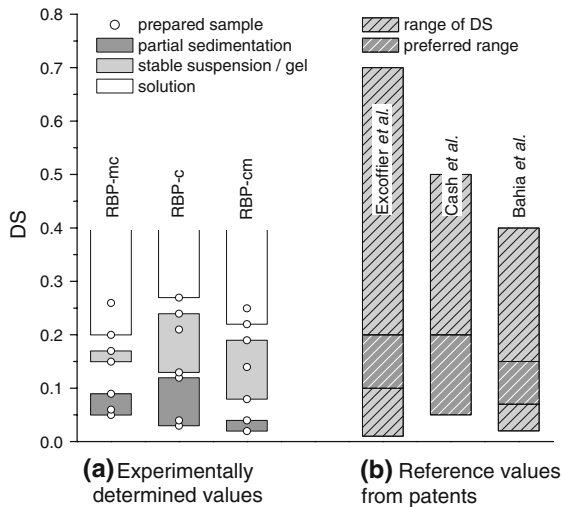 prepared sample
partial sedimentation
stable suspension / gel
solution
range of DS
preferred range
DS
0.8
0.7
0.6
0.5
0.4
0.3
0.2
0.1
0.0
RBP-mc
RBP-c
RBP-cm
Excoffier et al.
Cash et al.
Bahia et al.
(a) Experimentally
determined values
(b) Reference values
from patents